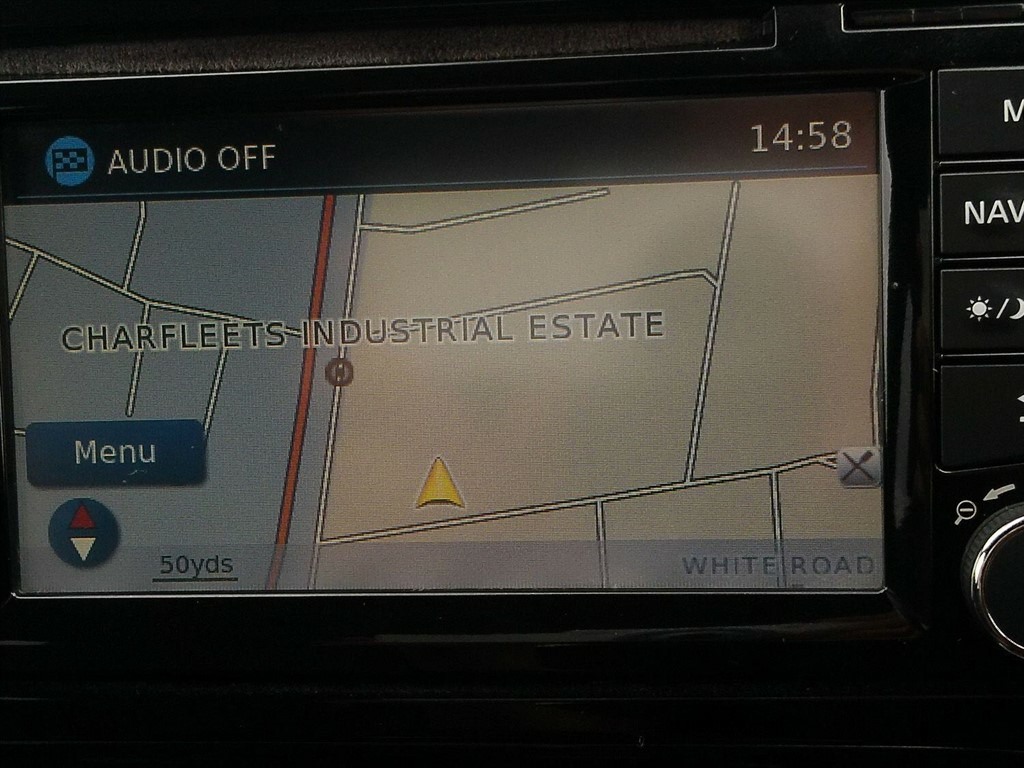 AUDIO OFF
14:58
CHARFLEETS INDUSTRIAL ESTATE
Menu
50yds
WHITE ROAD
M
NAV